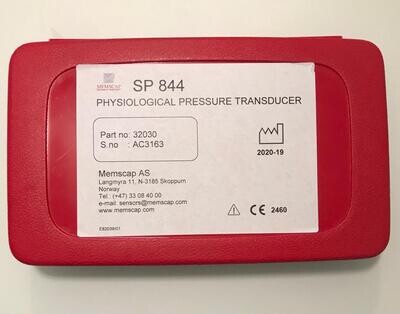 SP 844
MEMSCAP
PHYSIOLOGICAL PRESSURE TRANSDUCER
Part no: 32030
S.no : AC3163
2020-19
Memscap AS
Langmyra 11, N-3185 Skoppum
Norway
Tel.: (+47) 33 08 40 00
e-mail: sensors@memscap.com
www.memscap.com
CE 2460